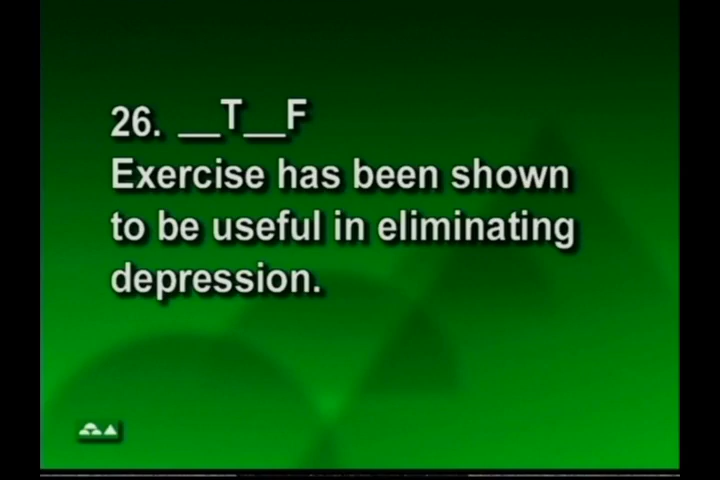 26. __T__F
Exercise has been shown
to be useful in eliminating
depression.